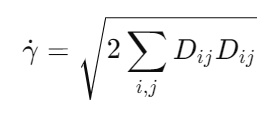 γ̇ = √(2 ∑_{i,j} D_{ij} D_{ij})